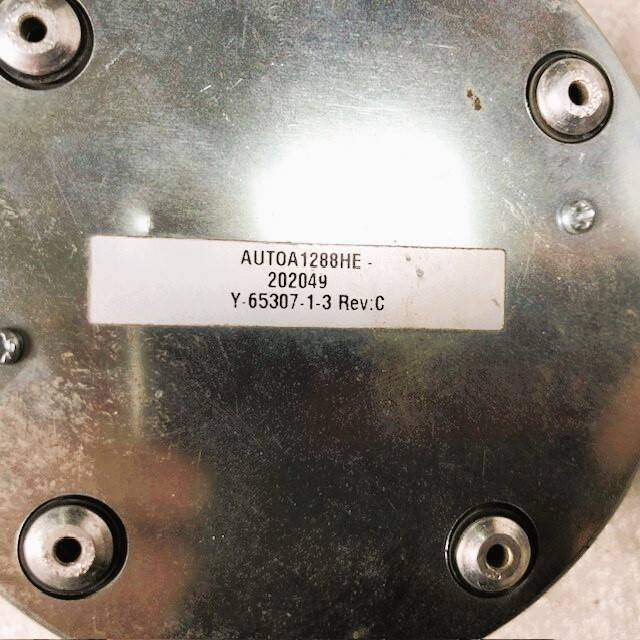 AUTOA1288HE -
202049
Y-65307-1-3 Rev:C